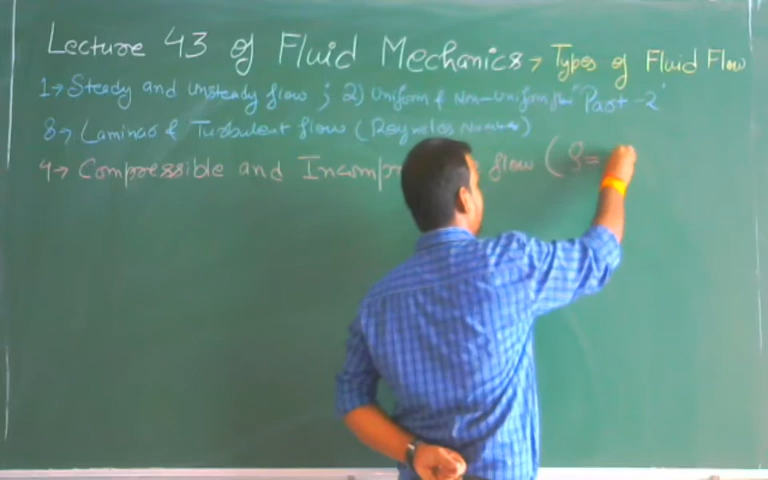 Lecture 43 of Fluid Mechanics → Types of Fluid Flow
1→ Steady and unsteady flow ; 2) Uniform & Non-uniform flow "Part-2"
3→ Laminar & Turbulent flow (Reynolds Number)
4→ Compressible and Incompr flow ( ρ =